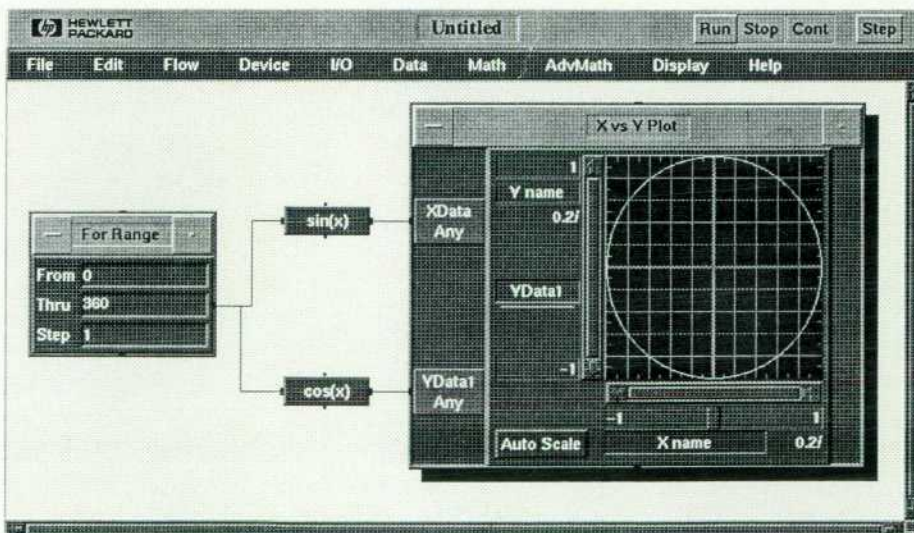 hp HEWLETT PACKARD
Untitled
Run Stop Cont Step
File Edit Flow Device I/O Data Math AdvMath Display Help
X vs Y Plot
For Range
From 0
Thru 360
Step 1
sin(x)
cos(x)
XData
Any
YData1
Any
1
Y name
0.2/
YData1
-1
-1 1
Auto Scale X name 0.2/